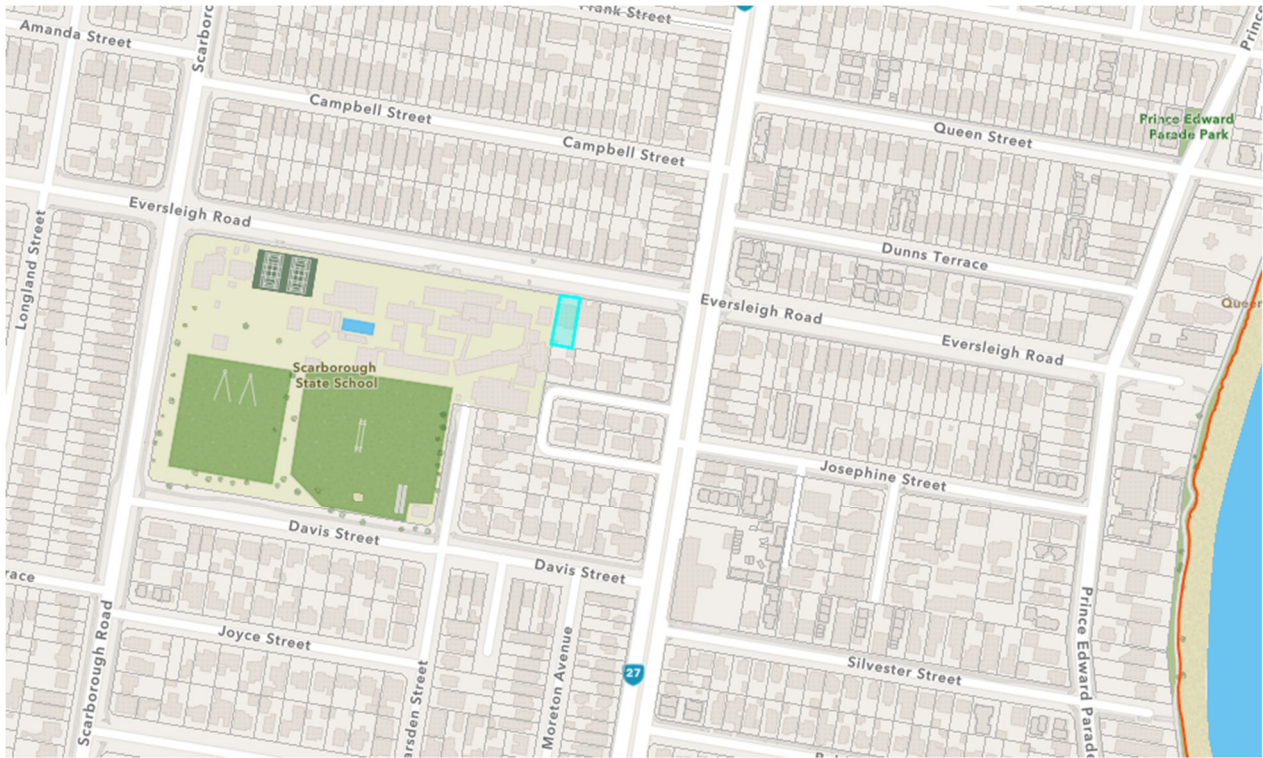 Frank Street
Amanda Street
Campbell Street
Campbell Street
Prince Edward
Parade Park
Queen Street
Eversleigh Road
Longland Street
Dunns Terrace
Eversleigh Road
Eversleigh Road
Scarborough
State School
Josephine Street
Davis Street
Davis Street
Joyce Street
Scarborough Road
Moreton Avenue
27
Silvester Street
Prince Edward Parade
arsden Street
race
Scarboro
Princ
Queen